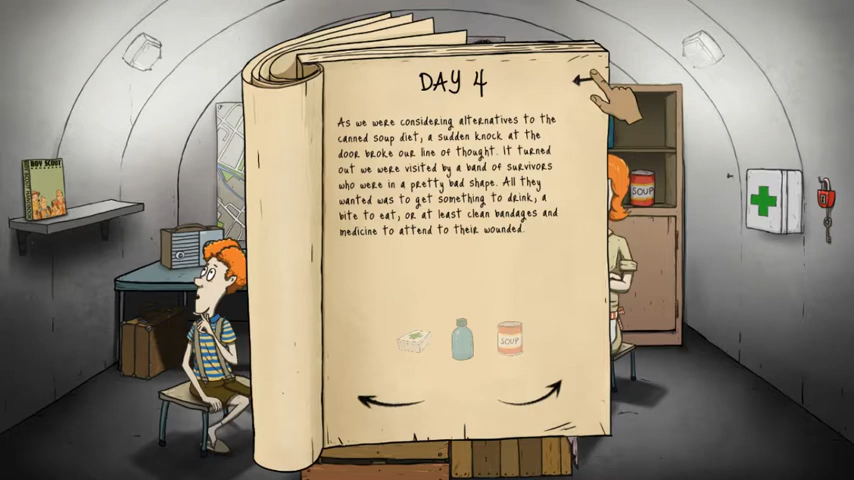 BOY SCOUT
DAY 4
As we were considering alternatives to the
canned soup diet, a sudden knock at the
door broke our line of thought. It turned
out we were visited by a band of survivors
who were in a pretty bad shape. All they
wanted was to get something to drink, a
bite to eat, or at least clean bandages and
medicine to attend to their wounded.
SOUP
SOUP